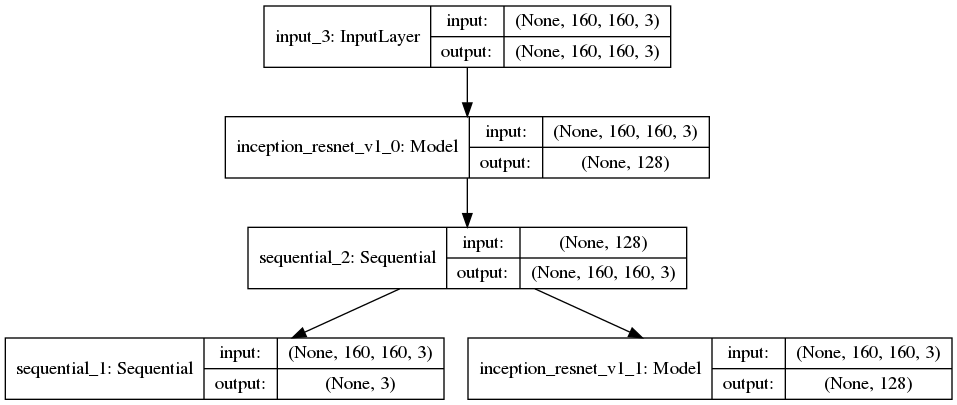 input_3: InputLayer
input:
(None, 160, 160, 3)
output:
(None, 160, 160, 3)
inception_resnet_v1_0: Model
input:
(None, 160, 160, 3)
output:
(None, 128)
sequential_2: Sequential
input:
(None, 128)
output:
(None, 160, 160, 3)
sequential_1: Sequential
input:
(None, 160, 160, 3)
output:
(None, 3)
inception_resnet_v1_1: Model
input:
(None, 160, 160, 3)
output:
(None, 128)